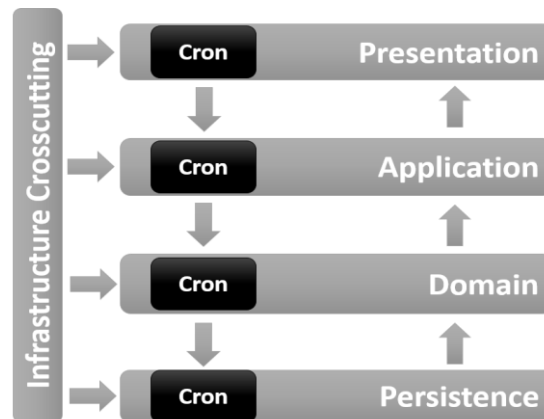 Infrastructure Crosscutting
Cron
Presentation
Cron
Application
Cron
Domain
Cron
Persistence